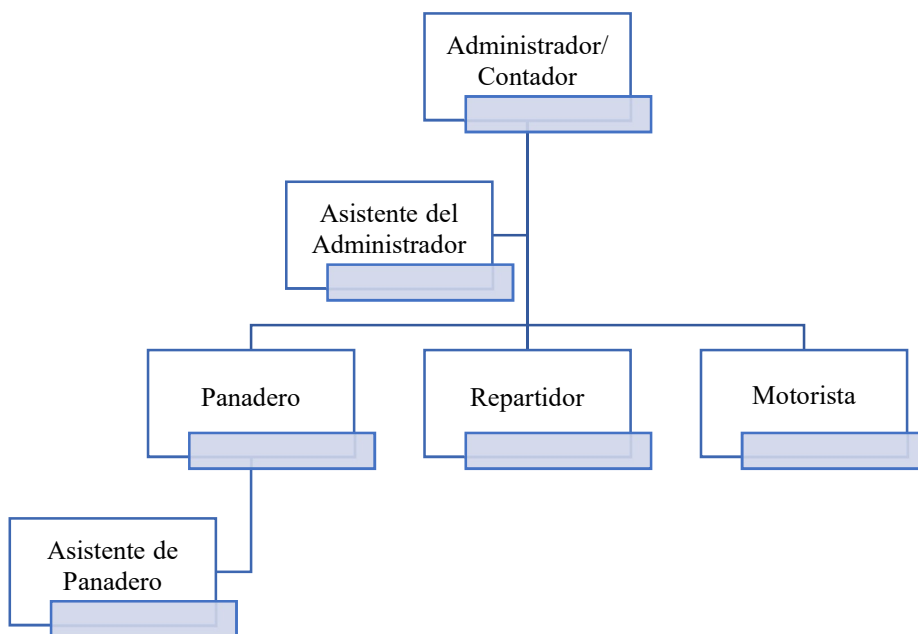 Administrador/
Contador
Asistente del
Administrador
Panadero
Repartidor
Motorista
Asistente de
Panadero